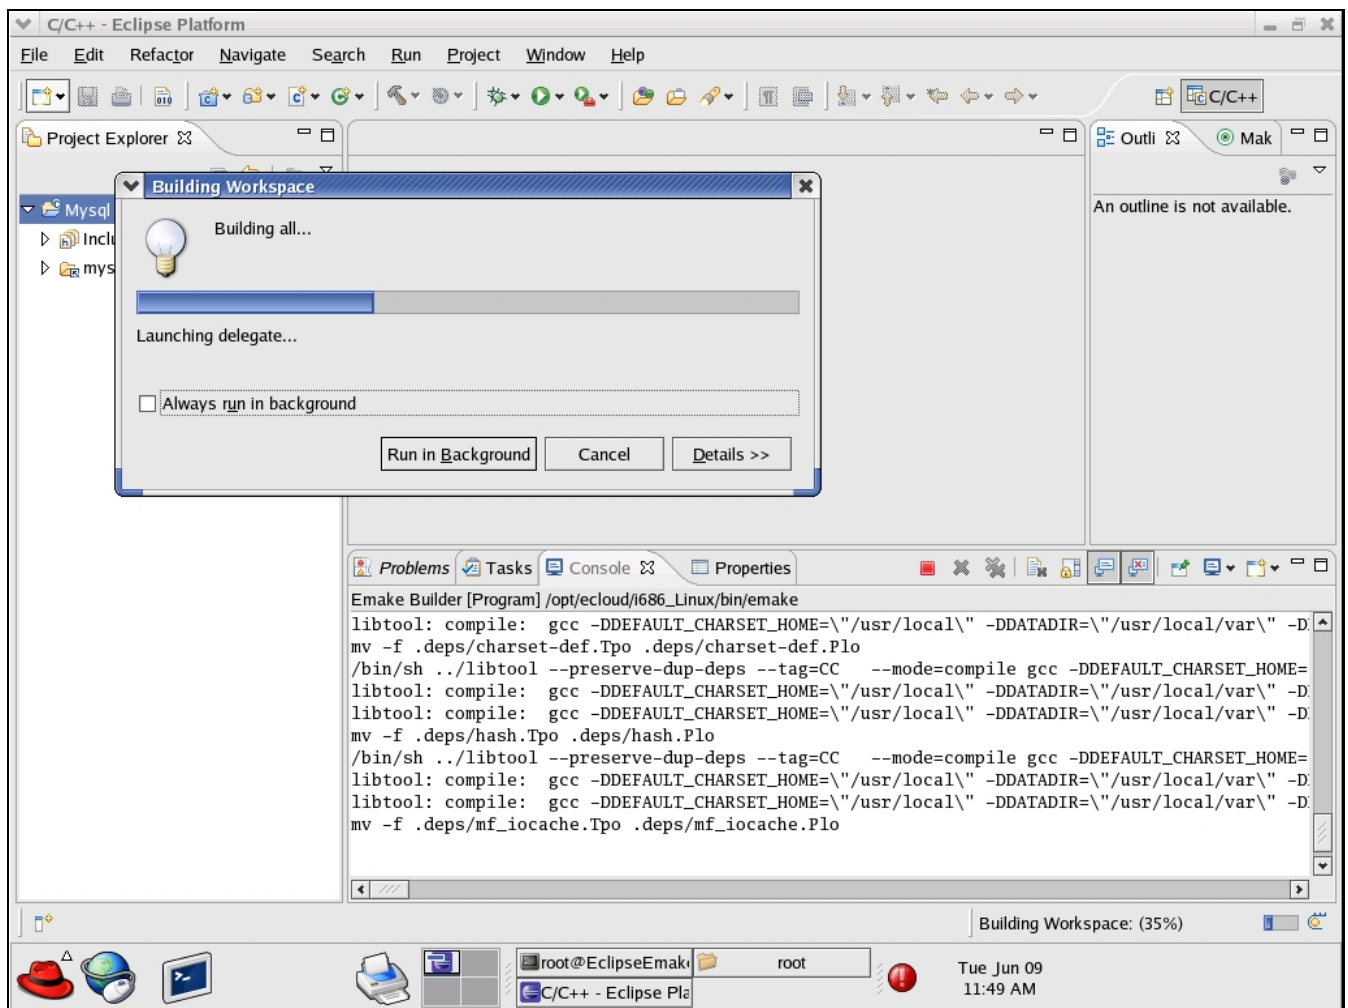 C/C++ - Eclipse Platform
File Edit Refactor Navigate Search Run Project Window Help
010
C/C++
Project Explorer
Outli
Mak
Mysql
An outline is not available.
Building Workspace
Building all...
Launching delegate...
Always run in background
Run in Background
Cancel
Details >>
Problems
Tasks
Console
Properties
Emake Builder [Program] /opt/ecloud/i686_Linux/bin/emake
libtool: compile:  gcc -DDEFAULT_CHARSET_HOME=\"/usr/local\" -DDATADIR=\"/usr/local/var\" -D
mv -f .deps/charset-def.Tpo .deps/charset-def.Plo
/bin/sh ../libtool --preserve-dup-deps --tag=CC   --mode=compile gcc -DDEFAULT_CHARSET_HOME=
libtool: compile:  gcc -DDEFAULT_CHARSET_HOME=\"/usr/local\" -DDATADIR=\"/usr/local/var\" -D
libtool: compile:  gcc -DDEFAULT_CHARSET_HOME=\"/usr/local\" -DDATADIR=\"/usr/local/var\" -D
mv -f .deps/hash.Tpo .deps/hash.Plo
/bin/sh ../libtool --preserve-dup-deps --tag=CC   --mode=compile gcc -DDEFAULT_CHARSET_HOME=
libtool: compile:  gcc -DDEFAULT_CHARSET_HOME=\"/usr/local\" -DDATADIR=\"/usr/local/var\" -D
libtool: compile:  gcc -DDEFAULT_CHARSET_HOME=\"/usr/local\" -DDATADIR=\"/usr/local/var\" -D
mv -f .deps/mf_iocache.Tpo .deps/mf_iocache.Plo
Building Workspace: (35%)
root@EclipseEmak
root
C/C++ - Eclipse Pla
Tue Jun 09
11:49 AM